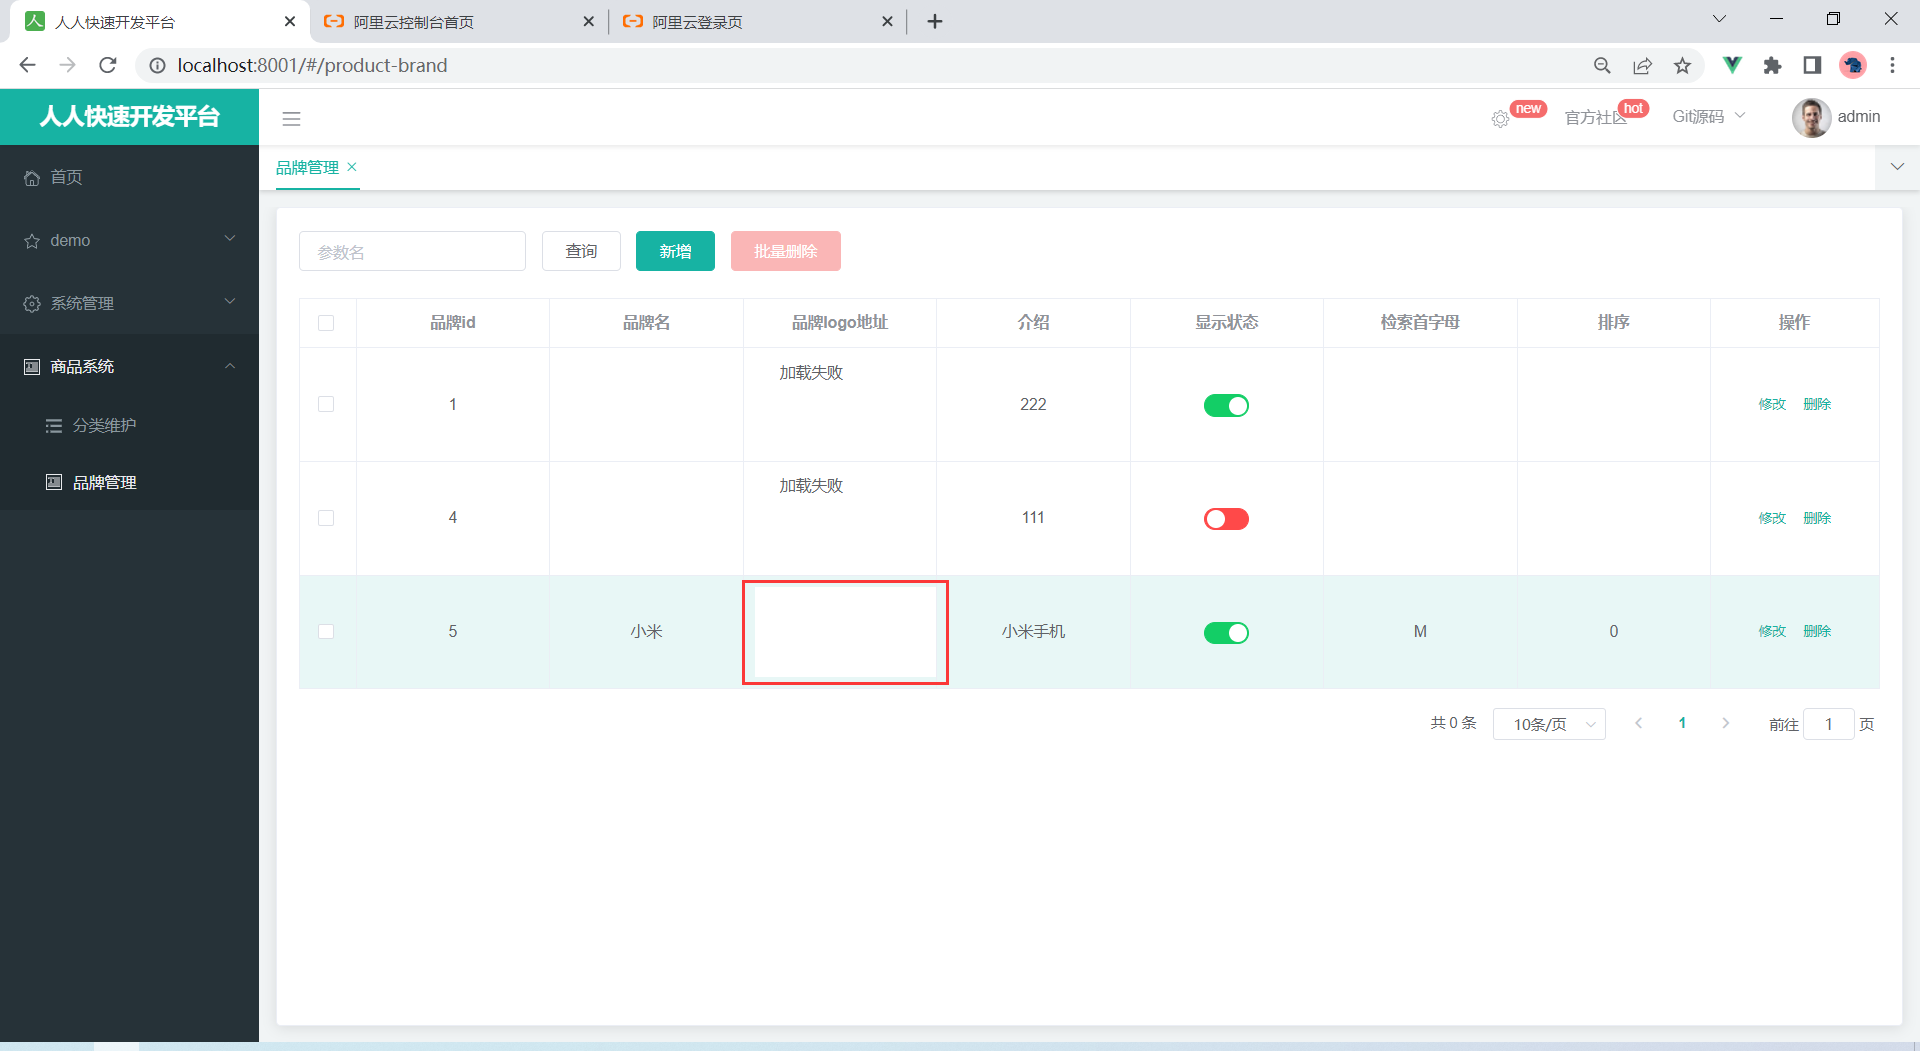 人人快速开发平台
阿里云控制台首页
阿里云登录页
localhost:8001/#/product-brand
人人快速开发平台
new
官方社区
hot
Git源码
admin
首页
demo
系统管理
商品系统
分类维护
品牌管理
品牌管理
参数名
查询
新增
批量删除
品牌id 品牌名 品牌logo地址 介绍 显示状态 检索首字母 排序 操作
1 加载失败 222 修改 删除
4 加载失败 111 修改 删除
5 小米 小米手机 M 0 修改 删除
共 0 条 10条/页 1 前往 1 页